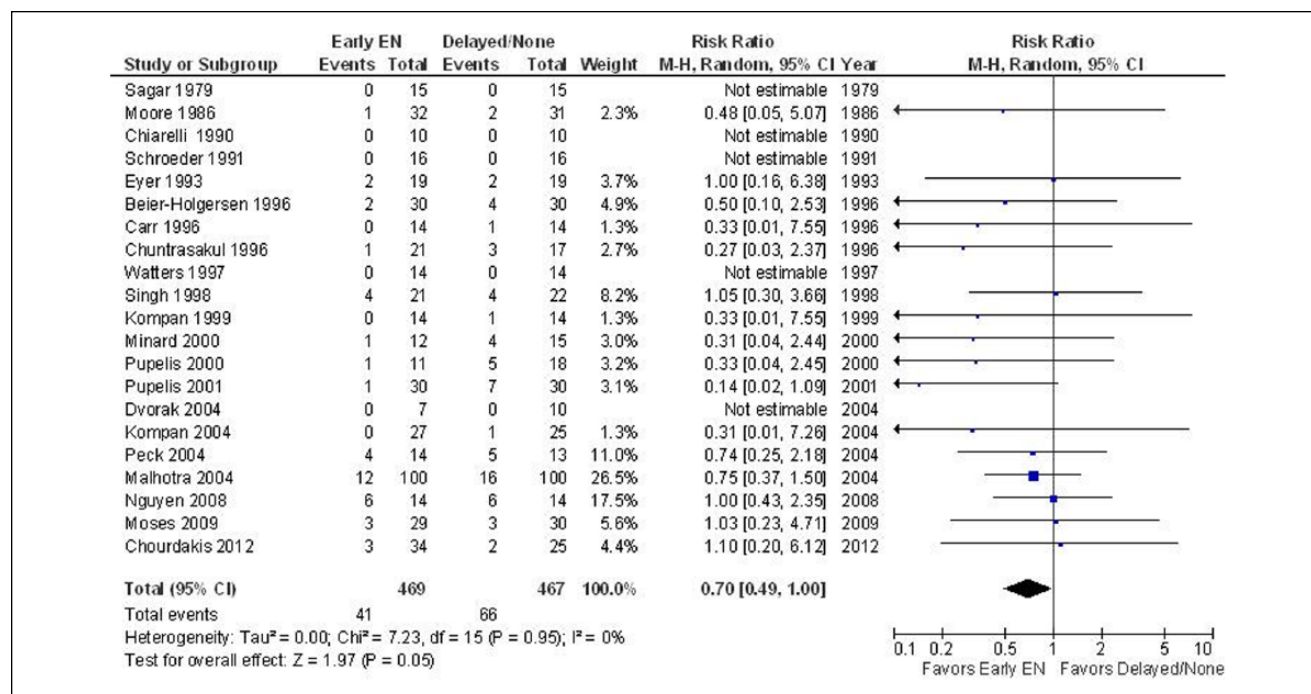 Early EN Delayed/None Risk Ratio Risk Ratio
Study or Subgroup Events Total Events Total Weight M-H, Random, 95% CI Year M-H, Random, 95% CI
Sagar 1979 0 15 0 15 Not estimable 1979
Moore 1986 1 32 2 31 2.3% 0.48 [0.05, 5.07] 1986
Chiarelli 1990 0 10 0 10 Not estimable 1990
Schroeder 1991 0 16 0 16 Not estimable 1991
Eyer 1993 2 19 2 19 3.7% 1.00 [0.16, 6.38] 1993
Beier-Holgersen 1996 2 30 4 30 4.9% 0.50 [0.10, 2.53] 1996
Carr 1996 0 14 1 14 1.3% 0.33 [0.01, 7.55] 1996
Chuntrasakul 1996 1 21 3 17 2.7% 0.27 [0.03, 2.37] 1996
Watters 1997 0 14 0 14 Not estimable 1997
Singh 1998 4 21 4 22 8.2% 1.05 [0.30, 3.66] 1998
Kompan 1999 0 14 1 14 1.3% 0.33 [0.01, 7.55] 1999
Minard 2000 1 12 4 15 3.0% 0.31 [0.04, 2.44] 2000
Pupelis 2000 1 11 5 18 3.2% 0.33 [0.04, 2.45] 2000
Pupelis 2001 1 30 7 30 3.1% 0.14 [0.02, 1.09] 2001
Dvorak 2004 0 7 0 10 Not estimable 2004
Kompan 2004 0 27 1 25 1.3% 0.31 [0.01, 7.26] 2004
Peck 2004 4 14 5 13 11.0% 0.74 [0.25, 2.18] 2004
Malhotra 2004 12 100 16 100 26.5% 0.75 [0.37, 1.50] 2004
Nguyen 2008 6 14 6 14 17.5% 1.00 [0.43, 2.35] 2008
Moses 2009 3 29 3 30 5.6% 1.03 [0.23, 4.71] 2009
Chourdakis 2012 3 34 2 25 4.4% 1.10 [0.20, 6.12] 2012
Total (95% CI) 469 467 100.0% 0.70 [0.49, 1.00]
Total events 41 66
Heterogeneity: Tau² = 0.00; Chi² = 7.23, df = 15 (P = 0.95); I² = 0%
Test for overall effect: Z = 1.97 (P = 0.05)
0.1 0.2 0.5 1 2 5 10
Favors Early EN Favors Delayed/None